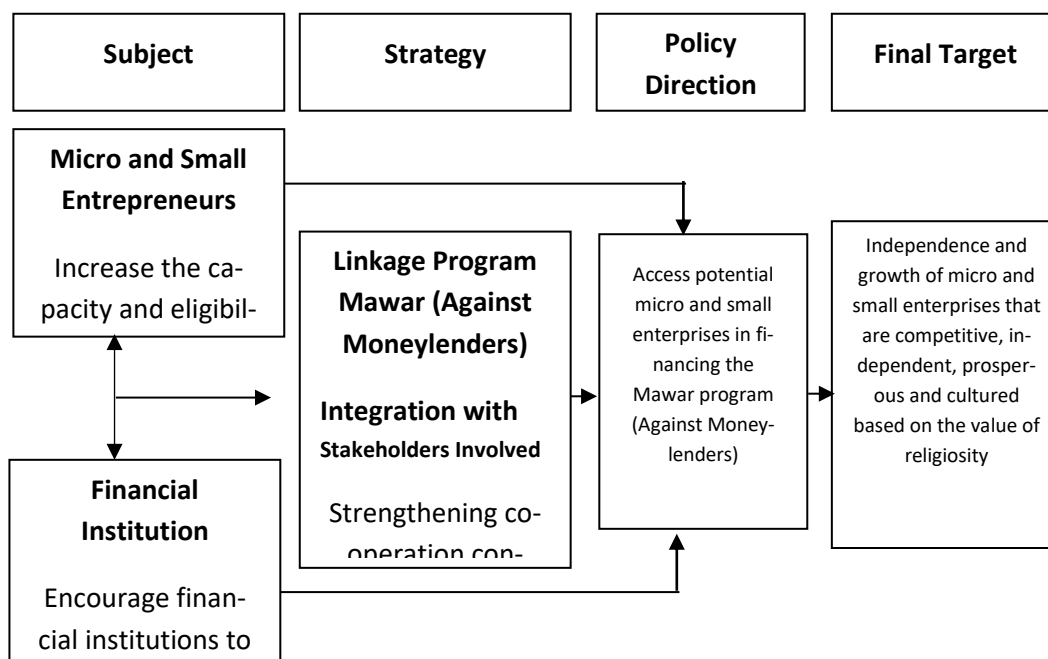 Subject
Strategy
Policy
Direction
Final Target
Micro and Small
Entrepreneurs
Increase the ca-
pacity and eligibil-
Linkage Program
Mawar (Against
Moneylenders)
Integration with
Stakeholders Involved
Strengthening co-
operation con-
Access potential
micro and small
enterprises in fi-
nancing the
Mawar program
(Against Money-
lenders)
Independence and
growth of micro and
small enterprises that
are competitive, in-
dependent, prosper-
ous and cultured
based on the value of
religiosity
Financial
Institution
Encourage finan-
cial institutions to